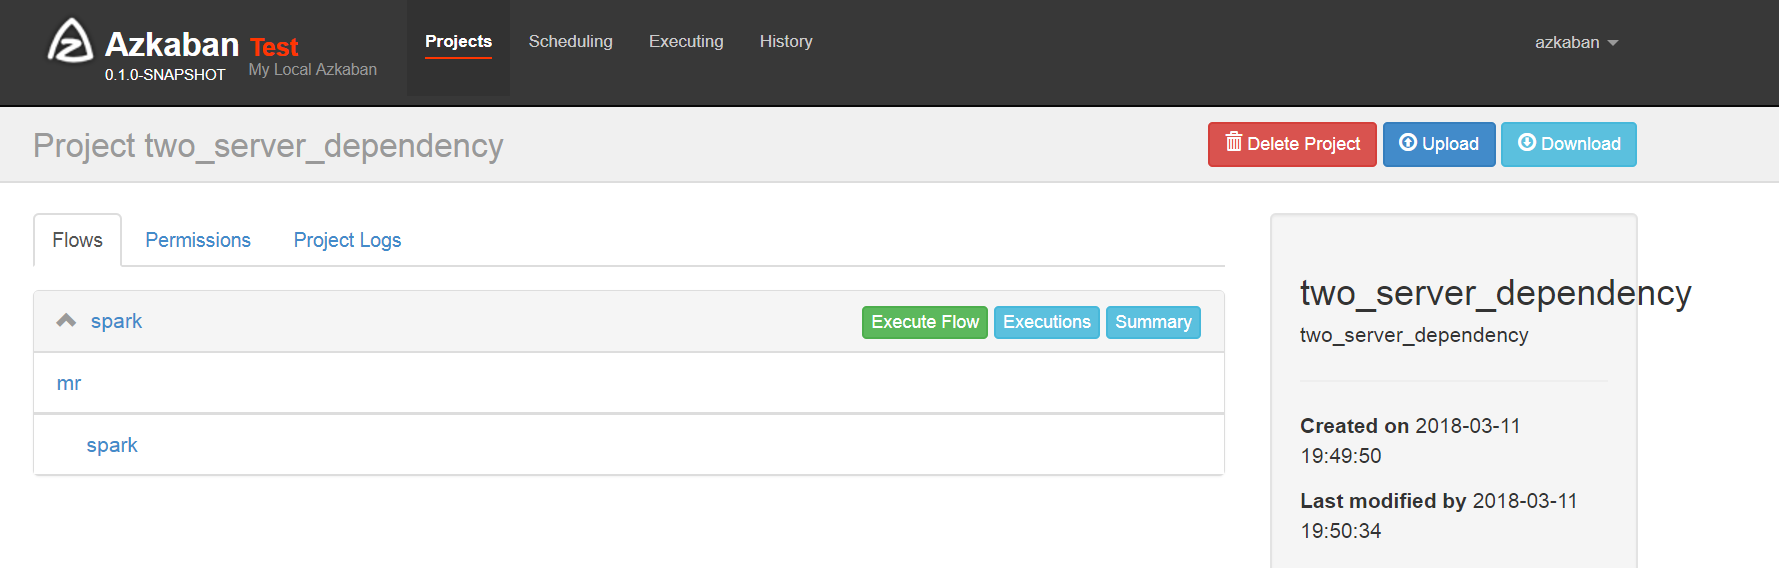 Azkaban Test
0.1.0-SNAPSHOT My Local Azkaban
Projects Scheduling Executing History
azkaban
Project two_server_dependency
Delete Project Upload Download
Flows Permissions Project Logs
spark Execute Flow Executions Summary
mr
spark
two_server_dependency
two_server_dependency
Created on 2018-03-11
19:49:50
Last modified by 2018-03-11
19:50:34